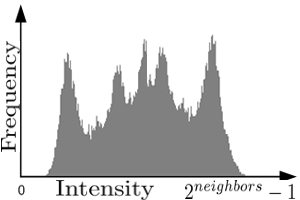 Frequency
0
Intensity
2^neighbors − 1